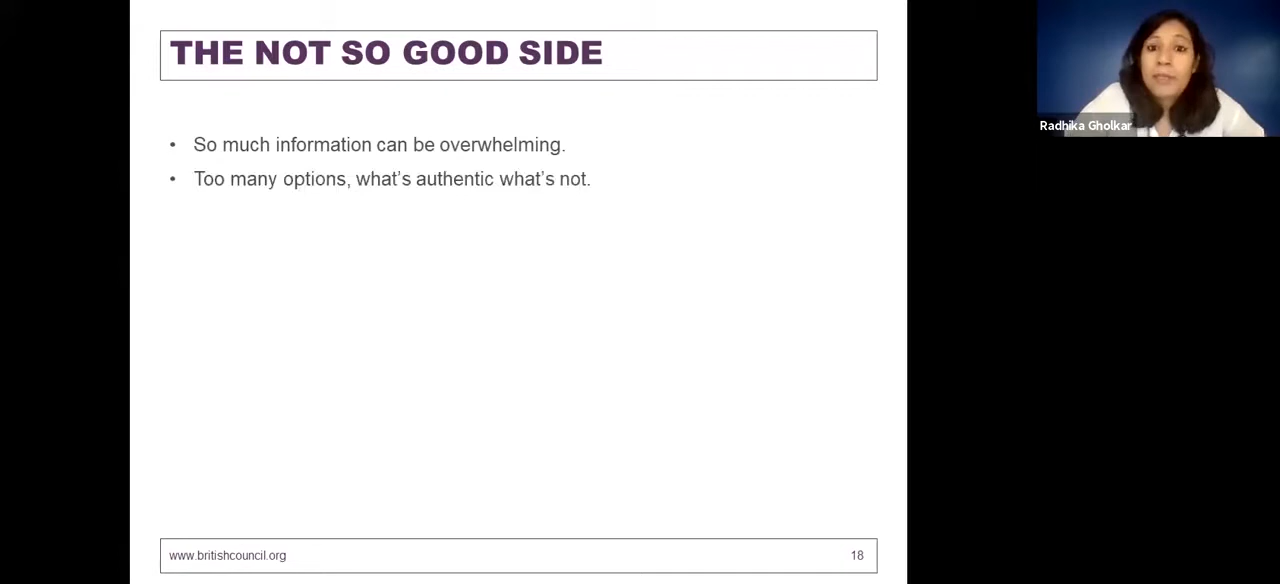 THE NOT SO GOOD SIDE
• So much information can be overwhelming.
• Too many options, what’s authentic what’s not.
www.britishcouncil.org
18
Radhika Gholkar